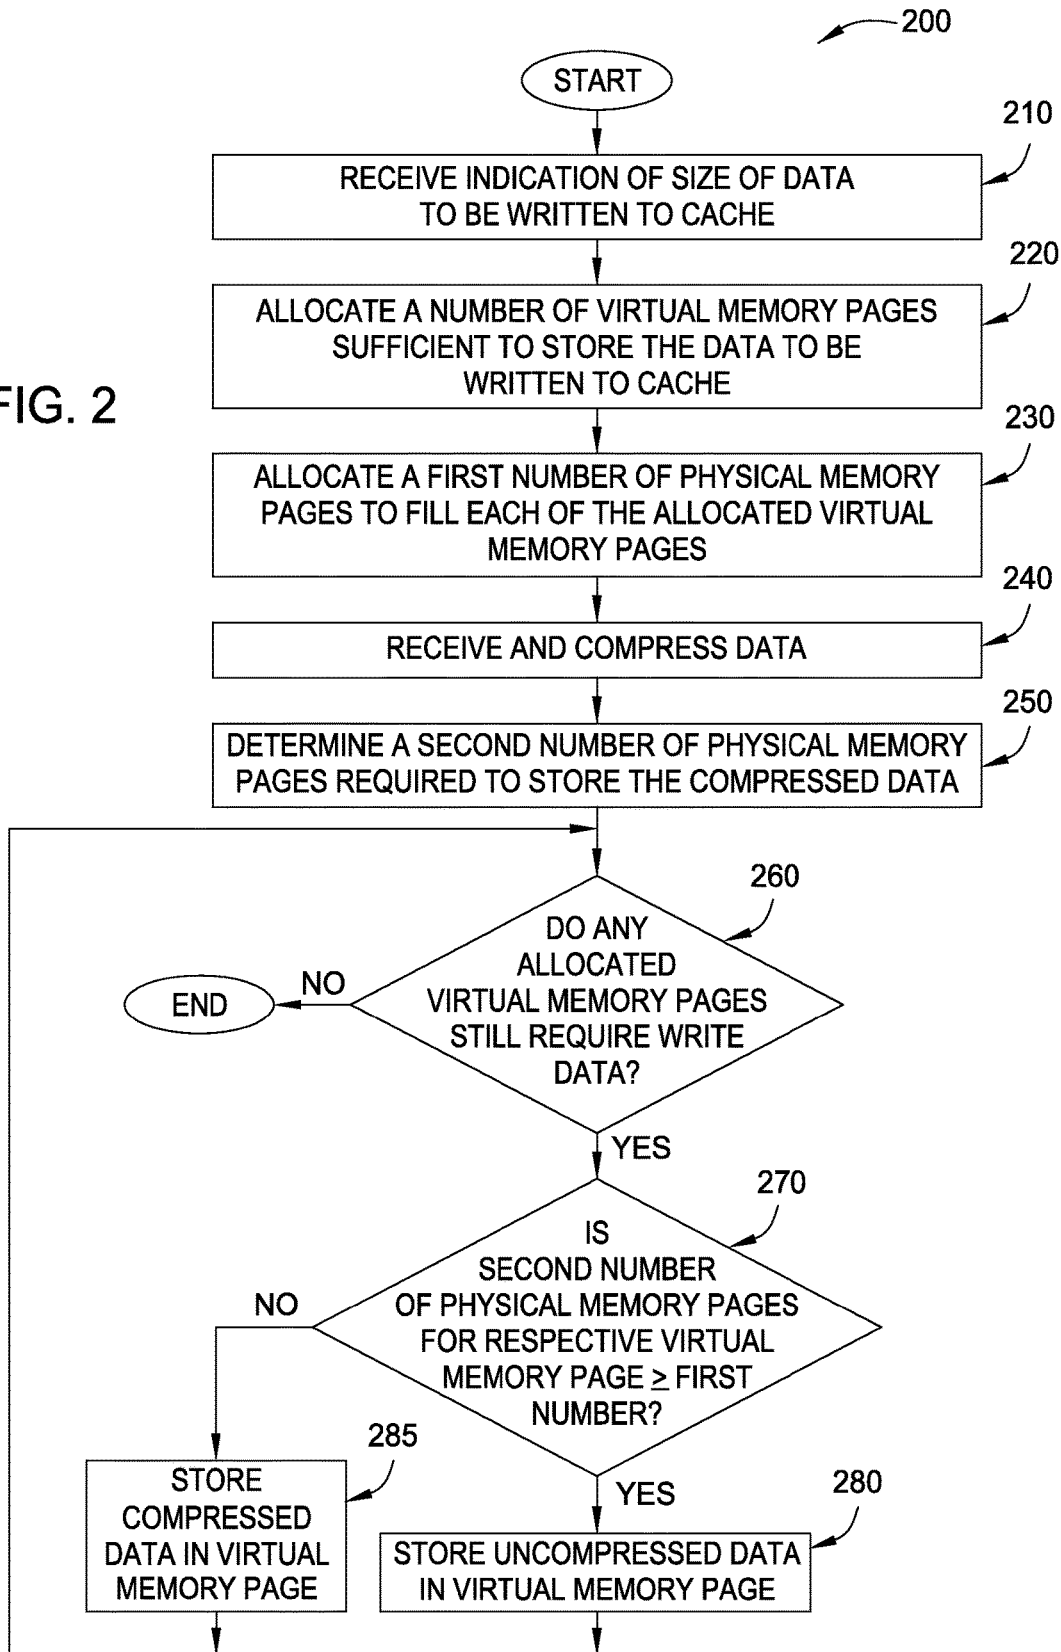 200
START
210
RECEIVE INDICATION OF SIZE OF DATA
TO BE WRITTEN TO CACHE
220
ALLOCATE A NUMBER OF VIRTUAL MEMORY PAGES
SUFFICIENT TO STORE THE DATA TO BE
WRITTEN TO CACHE
FIG. 2
230
ALLOCATE A FIRST NUMBER OF PHYSICAL MEMORY
PAGES TO FILL EACH OF THE ALLOCATED VIRTUAL
MEMORY PAGES
240
RECEIVE AND COMPRESS DATA
250
DETERMINE A SECOND NUMBER OF PHYSICAL MEMORY
PAGES REQUIRED TO STORE THE COMPRESSED DATA
260
DO ANY
ALLOCATED
VIRTUAL MEMORY PAGES
STILL REQUIRE WRITE
DATA?
NO
END
YES
270
IS
SECOND NUMBER
OF PHYSICAL MEMORY PAGES
FOR RESPECTIVE VIRTUAL
MEMORY PAGE ≥ FIRST
NUMBER?
NO
285
STORE
COMPRESSED
DATA IN VIRTUAL
MEMORY PAGE
YES
280
STORE UNCOMPRESSED DATA
IN VIRTUAL MEMORY PAGE